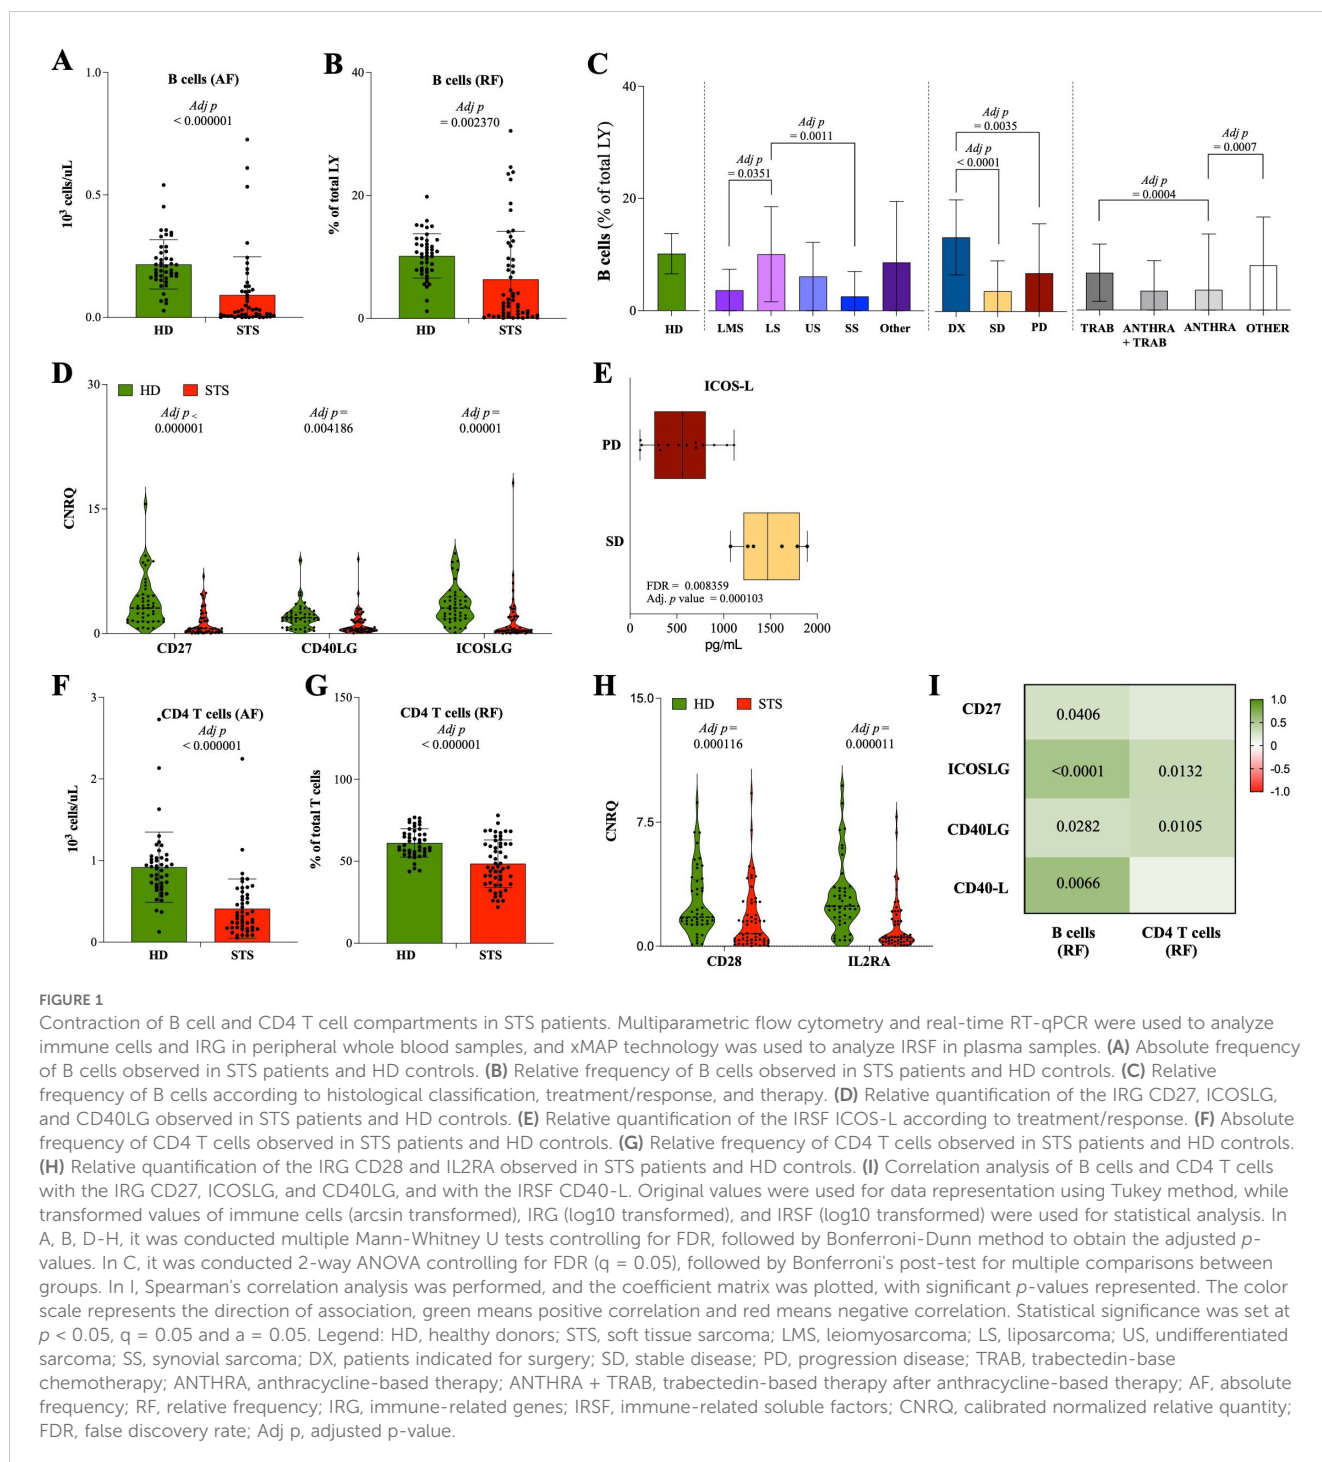 A
B cells (AF)
Adj p
< 0.000001
10³ cells/uL
1.0
0.5
0.0
HD
STS
B
B cells (RF)
Adj p
= 0.002370
% of total LY
40
20
0
HD
STS
C
B cells (% of total LY)
40
20
0
Adj p
= 0.0351
Adj p
= 0.0011
Adj p
= 0.0035
Adj p
< 0.0001
Adj p
= 0.0004
Adj p
= 0.0007
HD
LMS
LS
US
SS
Other
DX
SD
PD
TRAB
ANTHRA
+ TRAB
ANTHRA
OTHER
D
HD
STS
Adj p <
0.000001
Adj p =
0.004186
Adj p =
0.00001
CNRQ
30
15
0
CD27
CD40LG
ICOSLG
E
ICOS-L
PD
SD
FDR = 0.008359
Adj. p value = 0.000103
0
500
1000
1500
2000
pg/mL
F
CD4 T cells (AF)
Adj p
< 0.000001
10³ cells/uL
3
2
1
0
HD
STS
G
CD4 T cells (RF)
Adj p
< 0.000001
% of total T cells
150
100
50
0
HD
STS
H
HD
STS
Adj p =
0.000116
Adj p =
0.000011
CNRQ
15.0
7.5
0.0
CD28
IL2RA
I
CD27
ICOSLG
CD40LG
CD40-L
0.0406
<0.0001
0.0132
0.0282
0.0105
0.0066
B cells
(RF)
CD4 T cells
(RF)
1.0
0.5
0
-0.5
-1.0
FIGURE 1
Contraction of B cell and CD4 T cell compartments in STS patients. Multiparametric flow cytometry and real-time RT-qPCR were used to analyze
immune cells and IRG in peripheral whole blood samples, and xMAP technology was used to analyze IRSF in plasma samples. (A) Absolute frequency
of B cells observed in STS patients and HD controls. (B) Relative frequency of B cells observed in STS patients and HD controls. (C) Relative
frequency of B cells according to histological classification, treatment/response, and therapy. (D) Relative quantification of the IRG CD27, ICOSLG,
and CD40LG observed in STS patients and HD controls. (E) Relative quantification of the IRSF ICOS-L according to treatment/response. (F) Absolute
frequency of CD4 T cells observed in STS patients and HD controls. (G) Relative frequency of CD4 T cells observed in STS patients and HD controls.
(H) Relative quantification of the IRG CD28 and IL2RA observed in STS patients and HD controls. (I) Correlation analysis of B cells and CD4 T cells
with the IRG CD27, ICOSLG, and CD40LG, and with the IRSF CD40-L. Original values were used for data representation using Tukey method, while
transformed values of immune cells (arcsin transformed), IRG (log10 transformed), and IRSF (log10 transformed) were used for statistical analysis. In
A, B, D-H, it was conducted multiple Mann-Whitney U tests controlling for FDR, followed by Bonferroni-Dunn method to obtain the adjusted p-
values. In C, it was conducted 2-way ANOVA controlling for FDR (q = 0.05), followed by Bonferroni's post-test for multiple comparisons between
groups. In I, Spearman's correlation analysis was performed, and the coefficient matrix was plotted, with significant p-values represented. The color
scale represents the direction of association, green means positive correlation and red means negative correlation. Statistical significance was set at
p < 0.05, q = 0.05 and a = 0.05. Legend: HD, healthy donors; STS, soft tissue sarcoma; LMS, leiomyosarcoma; LS, liposarcoma; US, undifferentiated
sarcoma; SS, synovial sarcoma; DX, patients indicated for surgery; SD, stable disease; PD, progression disease; TRAB, trabectedin-base
chemotherapy; ANTHRA, anthracycline-based therapy; ANTHRA + TRAB, trabectedin-based therapy after anthracycline-based therapy; AF, absolute
frequency; RF, relative frequency; IRG, immune-related genes; IRSF, immune-related soluble factors; CNRQ, calibrated normalized relative quantity;
FDR, false discovery rate; Adj p, adjusted p-value.